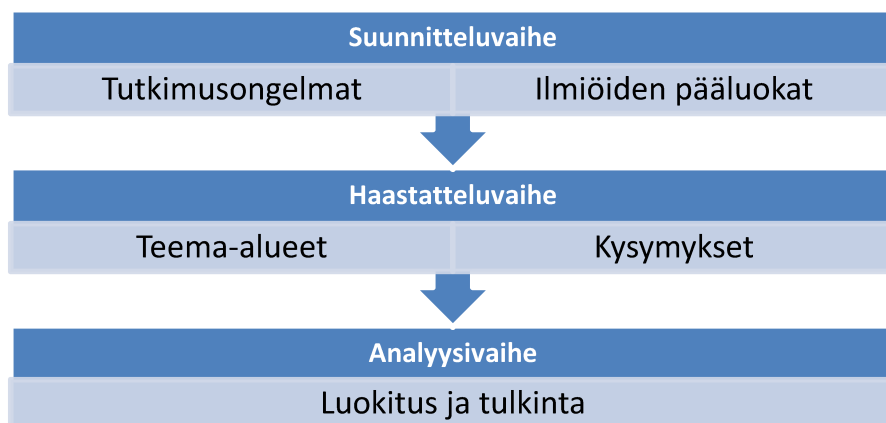 Suunnitteluvaihe
Tutkimusongelmat Ilmiöiden pääluokat
Haastatteluvaihe
Teema-alueet Kysymykset
Analyysivaihe
Luokitus ja tulkinta